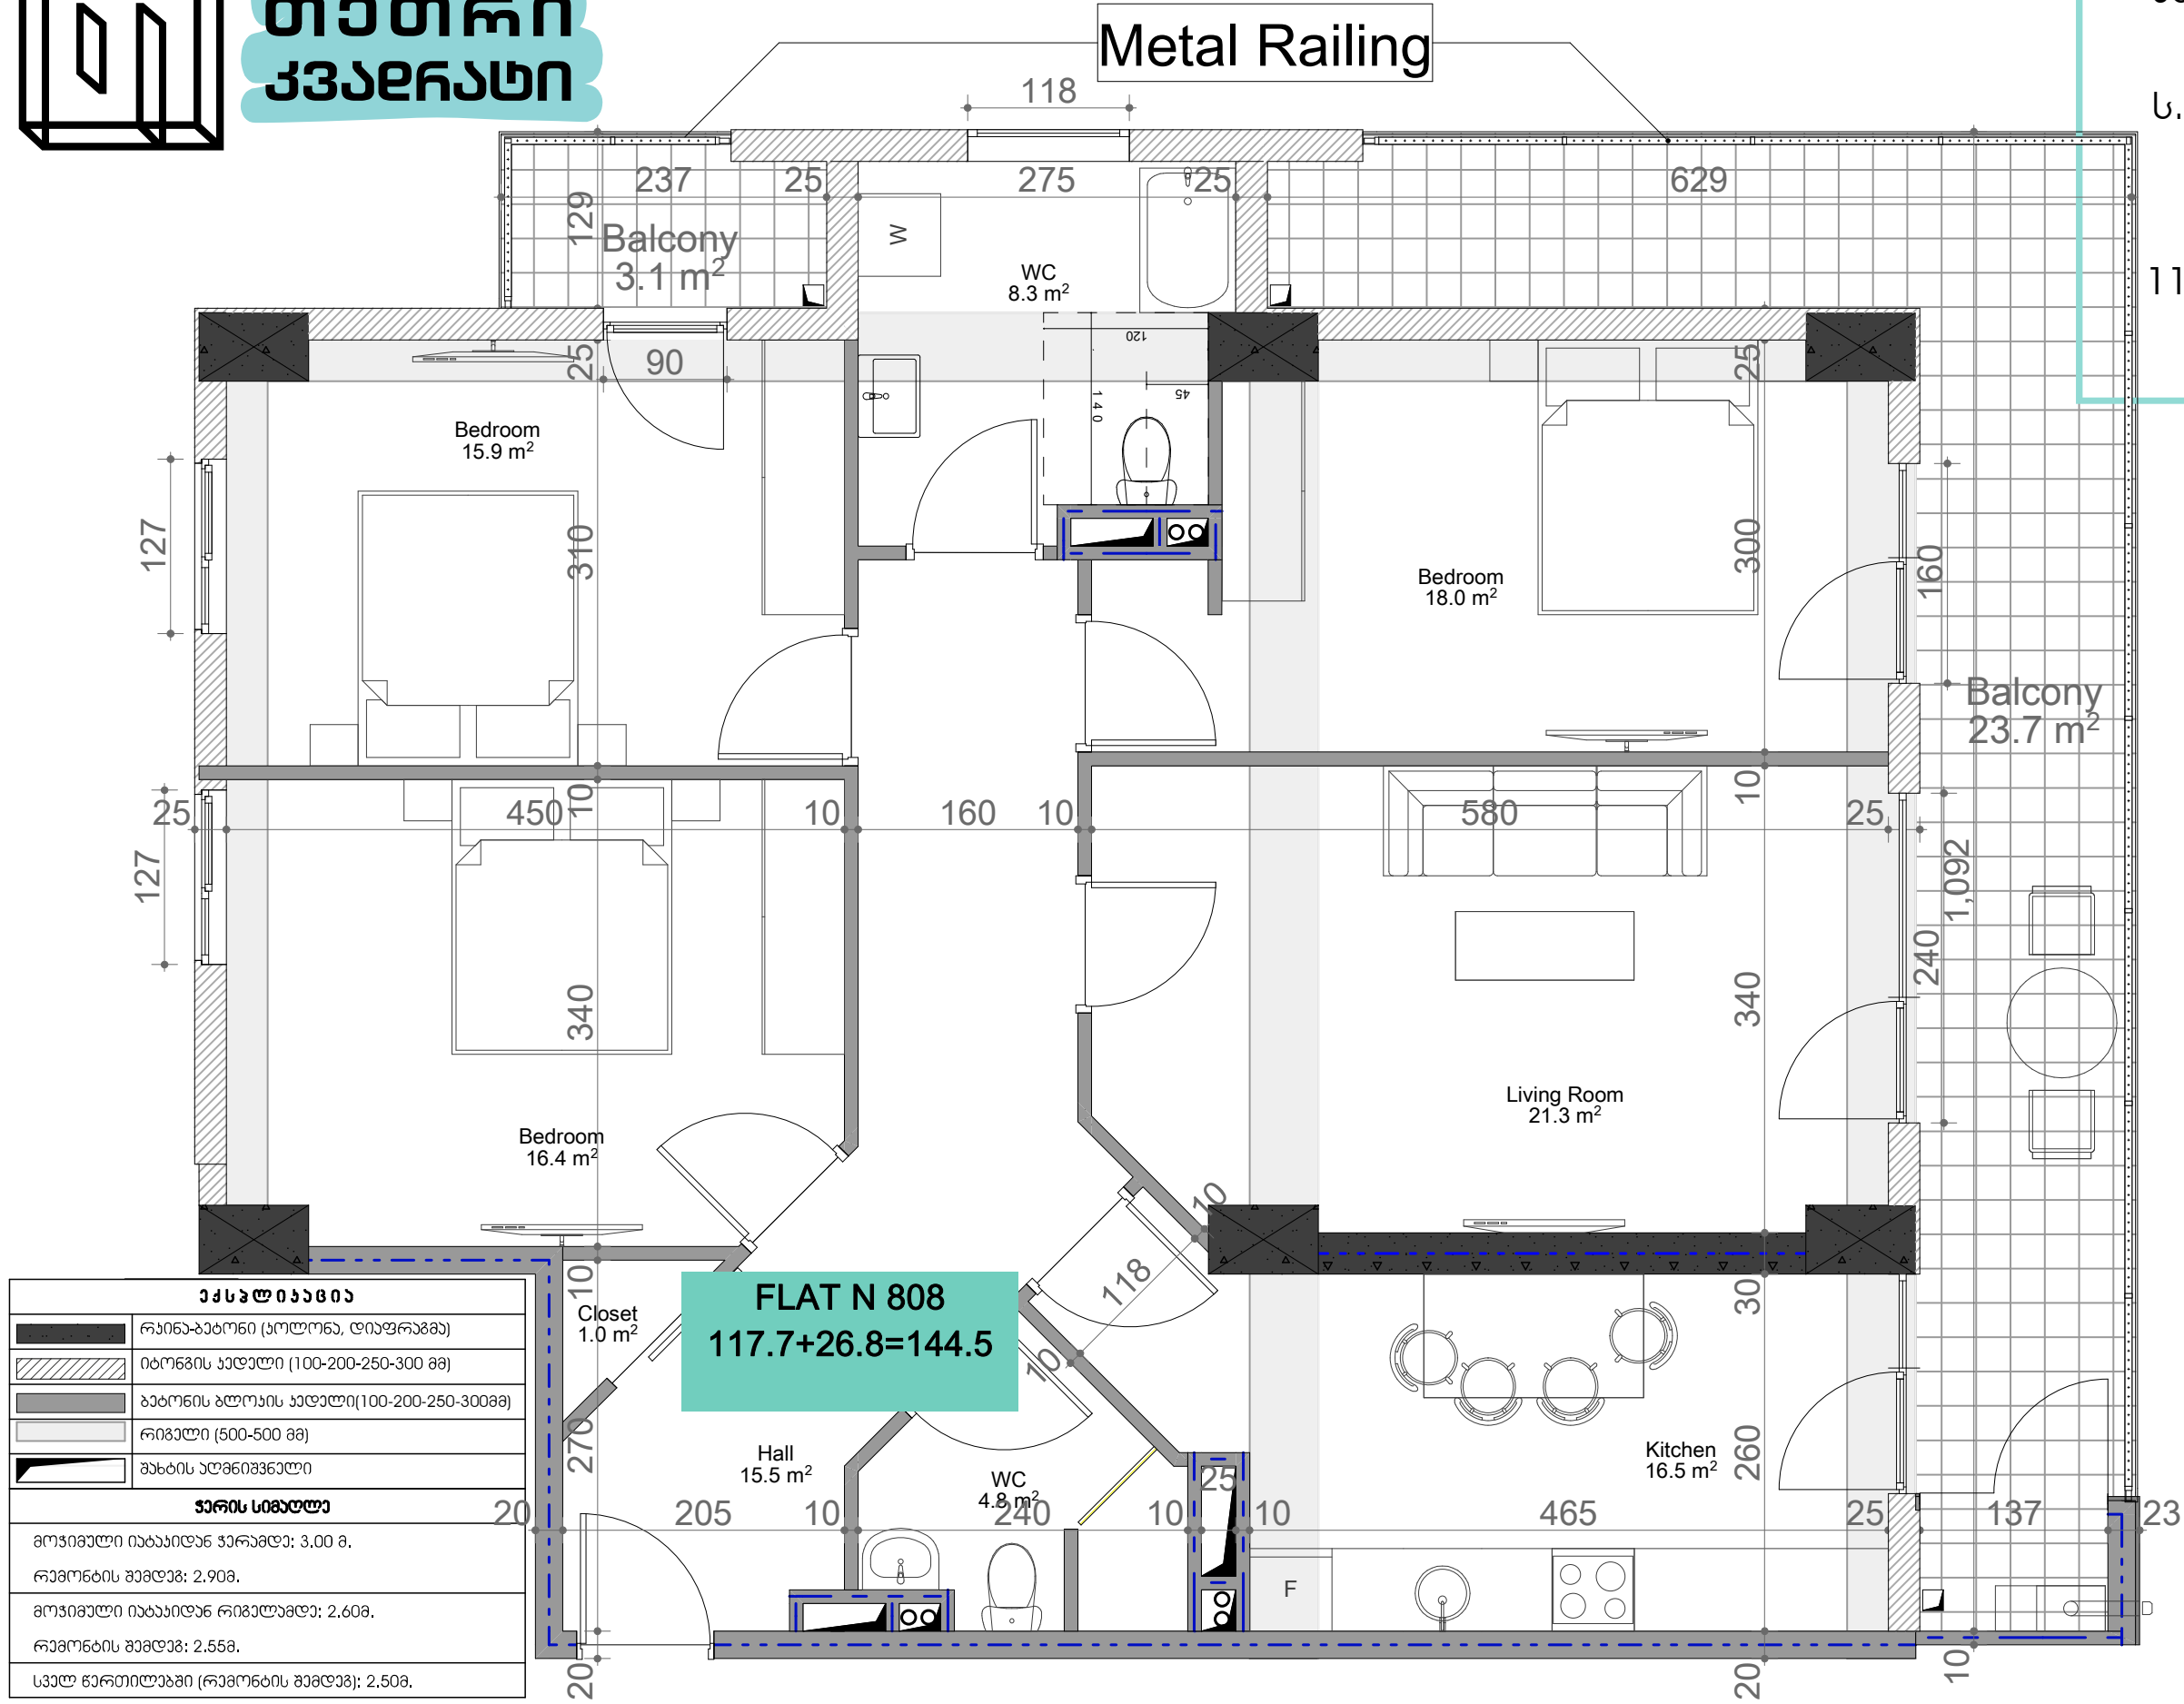 თეთრი
კვადრატი
Metal Railing
ს.
11
118
237
25
275
25
629
129
Balcony
3.1 m²
W
WC
8.3 m²
120
45
140
25
90
25
Bedroom
15.9 m²
127
310
Bedroom
18.0 m²
300
160
Balcony
23.7 m²
25
450
10
10
160
10
580
10
25
127
1,092
240
340
340
Living Room
21.3 m²
Bedroom
16.4 m²
10
118
10
10
30
Closet
1.0 m²
FLAT N 808
117.7+26.8=144.5
270
Hall
15.5 m²
WC
4.8 m²
Kitchen
16.5 m²
260
20
205
10
240
10
25
10
465
25
137
23
F
20
20
10
ექსპლიკაცია
რკინა-ბეტონი (კოლონა, დიაფრაგმა)
იტონგის კედელი (100-200-250-300 მმ)
ბეტონის ბლოკის კედელი(100-200-250-300მმ)
რიგელი (500-500 მმ)
შახტის აღმნიშვნელი
ჭერის სიმაღლე
მოჭიმული იატაკიდან ჭერამდე: 3.00 მ.
რემონტის შემდეგ: 2.90მ.
მოჭიმული იატაკიდან რიგელამდე: 2.60მ.
რემონტის შემდეგ: 2.55მ.
სველ წერტილებში (რემონტის შემდეგ): 2.50მ.